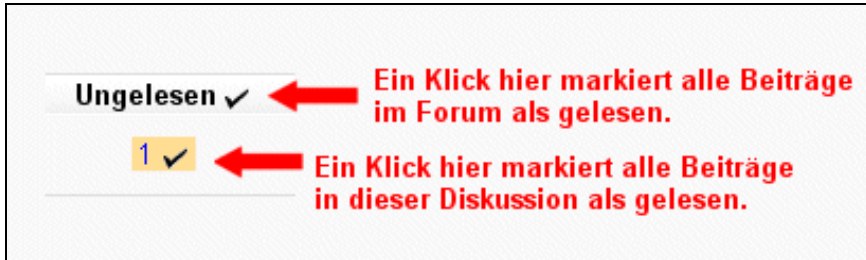 Ungelesen ✓
Ein Klick hier markiert alle Beiträge
im Forum als gelesen.
1 ✓
Ein Klick hier markiert alle Beiträge
in dieser Diskussion als gelesen.